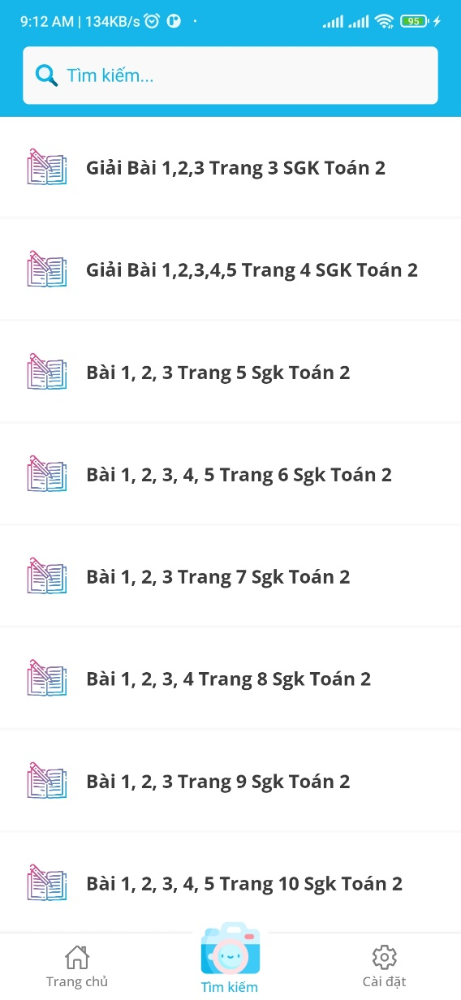 9:12 AM | 134KB/s
95
Tìm kiếm...
Giải Bài 1,2,3 Trang 3 SGK Toán 2
Giải Bài 1,2,3,4,5 Trang 4 SGK Toán 2
Bài 1, 2, 3 Trang 5 Sgk Toán 2
Bài 1, 2, 3, 4, 5 Trang 6 Sgk Toán 2
Bài 1, 2, 3 Trang 7 Sgk Toán 2
Bài 1, 2, 3, 4 Trang 8 Sgk Toán 2
Bài 1, 2, 3 Trang 9 Sgk Toán 2
Bài 1, 2, 3, 4, 5 Trang 10 Sgk Toán 2
Trang chủ
Tìm kiếm
Cài đặt